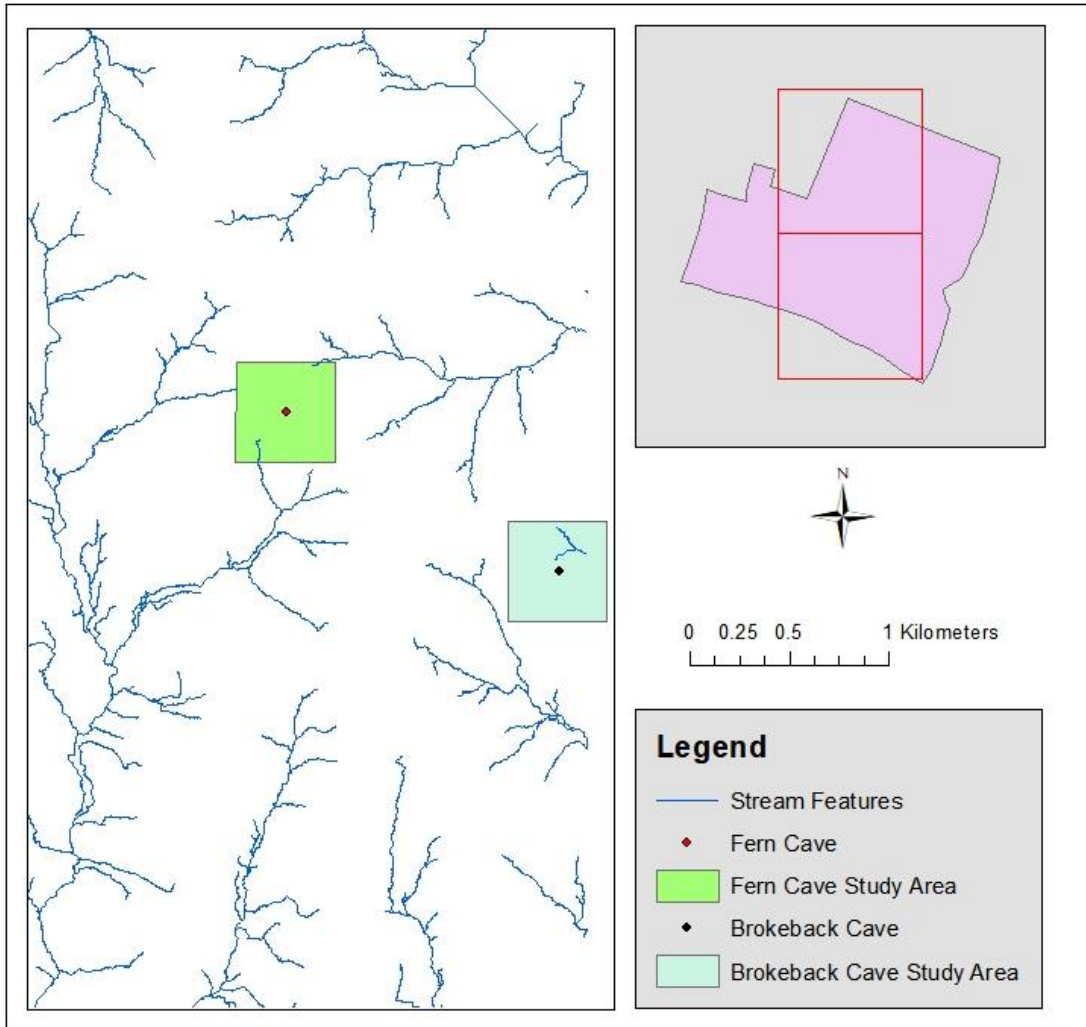 N
0 0.25 0.5 1 Kilometers
Legend
Stream Features
Fern Cave
Fern Cave Study Area
Brokeback Cave
Brokeback Cave Study Area